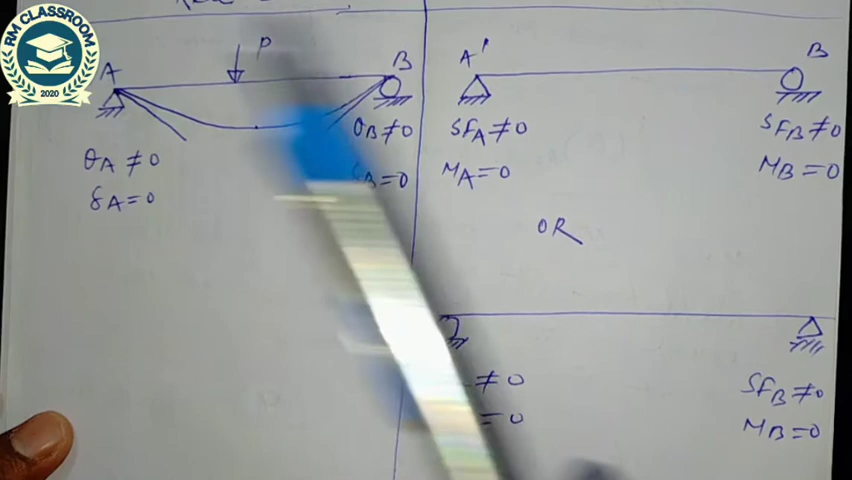 RM CLASSROOM
2020
P
A
B
θA ≠ 0
δA = 0
θB ≠ 0
δB = 0
A'
B
SFA ≠ 0
MA = 0
SFB ≠ 0
MB = 0
OR
≠ 0
= 0
SFB ≠ 0
MB = 0